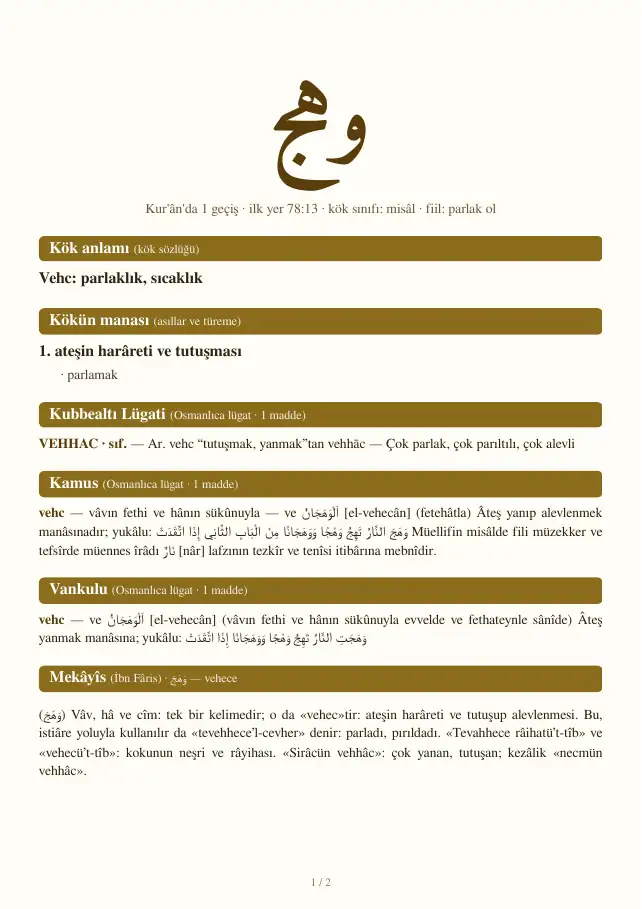 وهج
Kur'ân'da 1 geçiş · ilk yer 78:13 · kök sınıfı: misâl · fiil: parlak ol
Kök anlamı (kök sözlüğü)
Vehc: parlaklık, sıcaklık
Kökün manası (asıllar ve türeme)
1. ateşin harâreti ve tutuşması
· parlamak
Kubbealtı Lügati (Osmanlıca lügat · 1 madde)
VEHHAC · sıf. — Ar. vehc “tutuşmak, yanmak”tan vehhāc — Çok parlak, çok parıltılı, çok alevli
Kamus (Osmanlıca lügat · 1 madde)
vehc — vâvın fethi ve hânın sükûnuyla — ve اَلْوَهَجَانُ [el-vehecân] (fetehâtla) Âteş yanıp alevlenmek
manâsınadır; yukâlu: وَهَجَ النَّارُ تَهِجُ وَهْجًا وَوَهَجَانًا مِنَ الْبَابِ الثَّانِي إِذَا اتَّقَدَتْ Müellifin misâlde fili müzekker ve
tefsîrde müennes îrâdı نَارٌ [nâr] lafzının tezkîr ve tenîsi itibârına mebnîdir.
Vankulu (Osmanlıca lügat · 1 madde)
vehc — ve اَلْوَهَجَانُ [el-vehecân] (vâvın fethi ve hânın sükûnuyla evvelde ve fethateynle sânîde) Âteş
yanmak manâsına; yukâlu: وَهَجَتِ النَّارُ تَهِجُ وَهْجًا وَوَهَجَانًا إِذَا اتَّقَدَتْ
Mekâyîs (İbn Fâris) · وَهَجَ — vehece
(وَهَجَ) Vâv, hâ ve cîm: tek bir kelimedir; o da «vehec»tir: ateşin harâreti ve tutuşup alevlenmesi. Bu,
istiâre yoluyla kullanılır da «tevehhece’l-cevher» denir: parladı, pırıldadı. «Tevahhece râihatü’t-tîb» ve
«vehecü’t-tîb»: kokunun neşri ve râyihası. «Sirâcün vehhâc»: çok yanan, tutuşan; kezâlik «necmün
vehhâc».
1 / 2